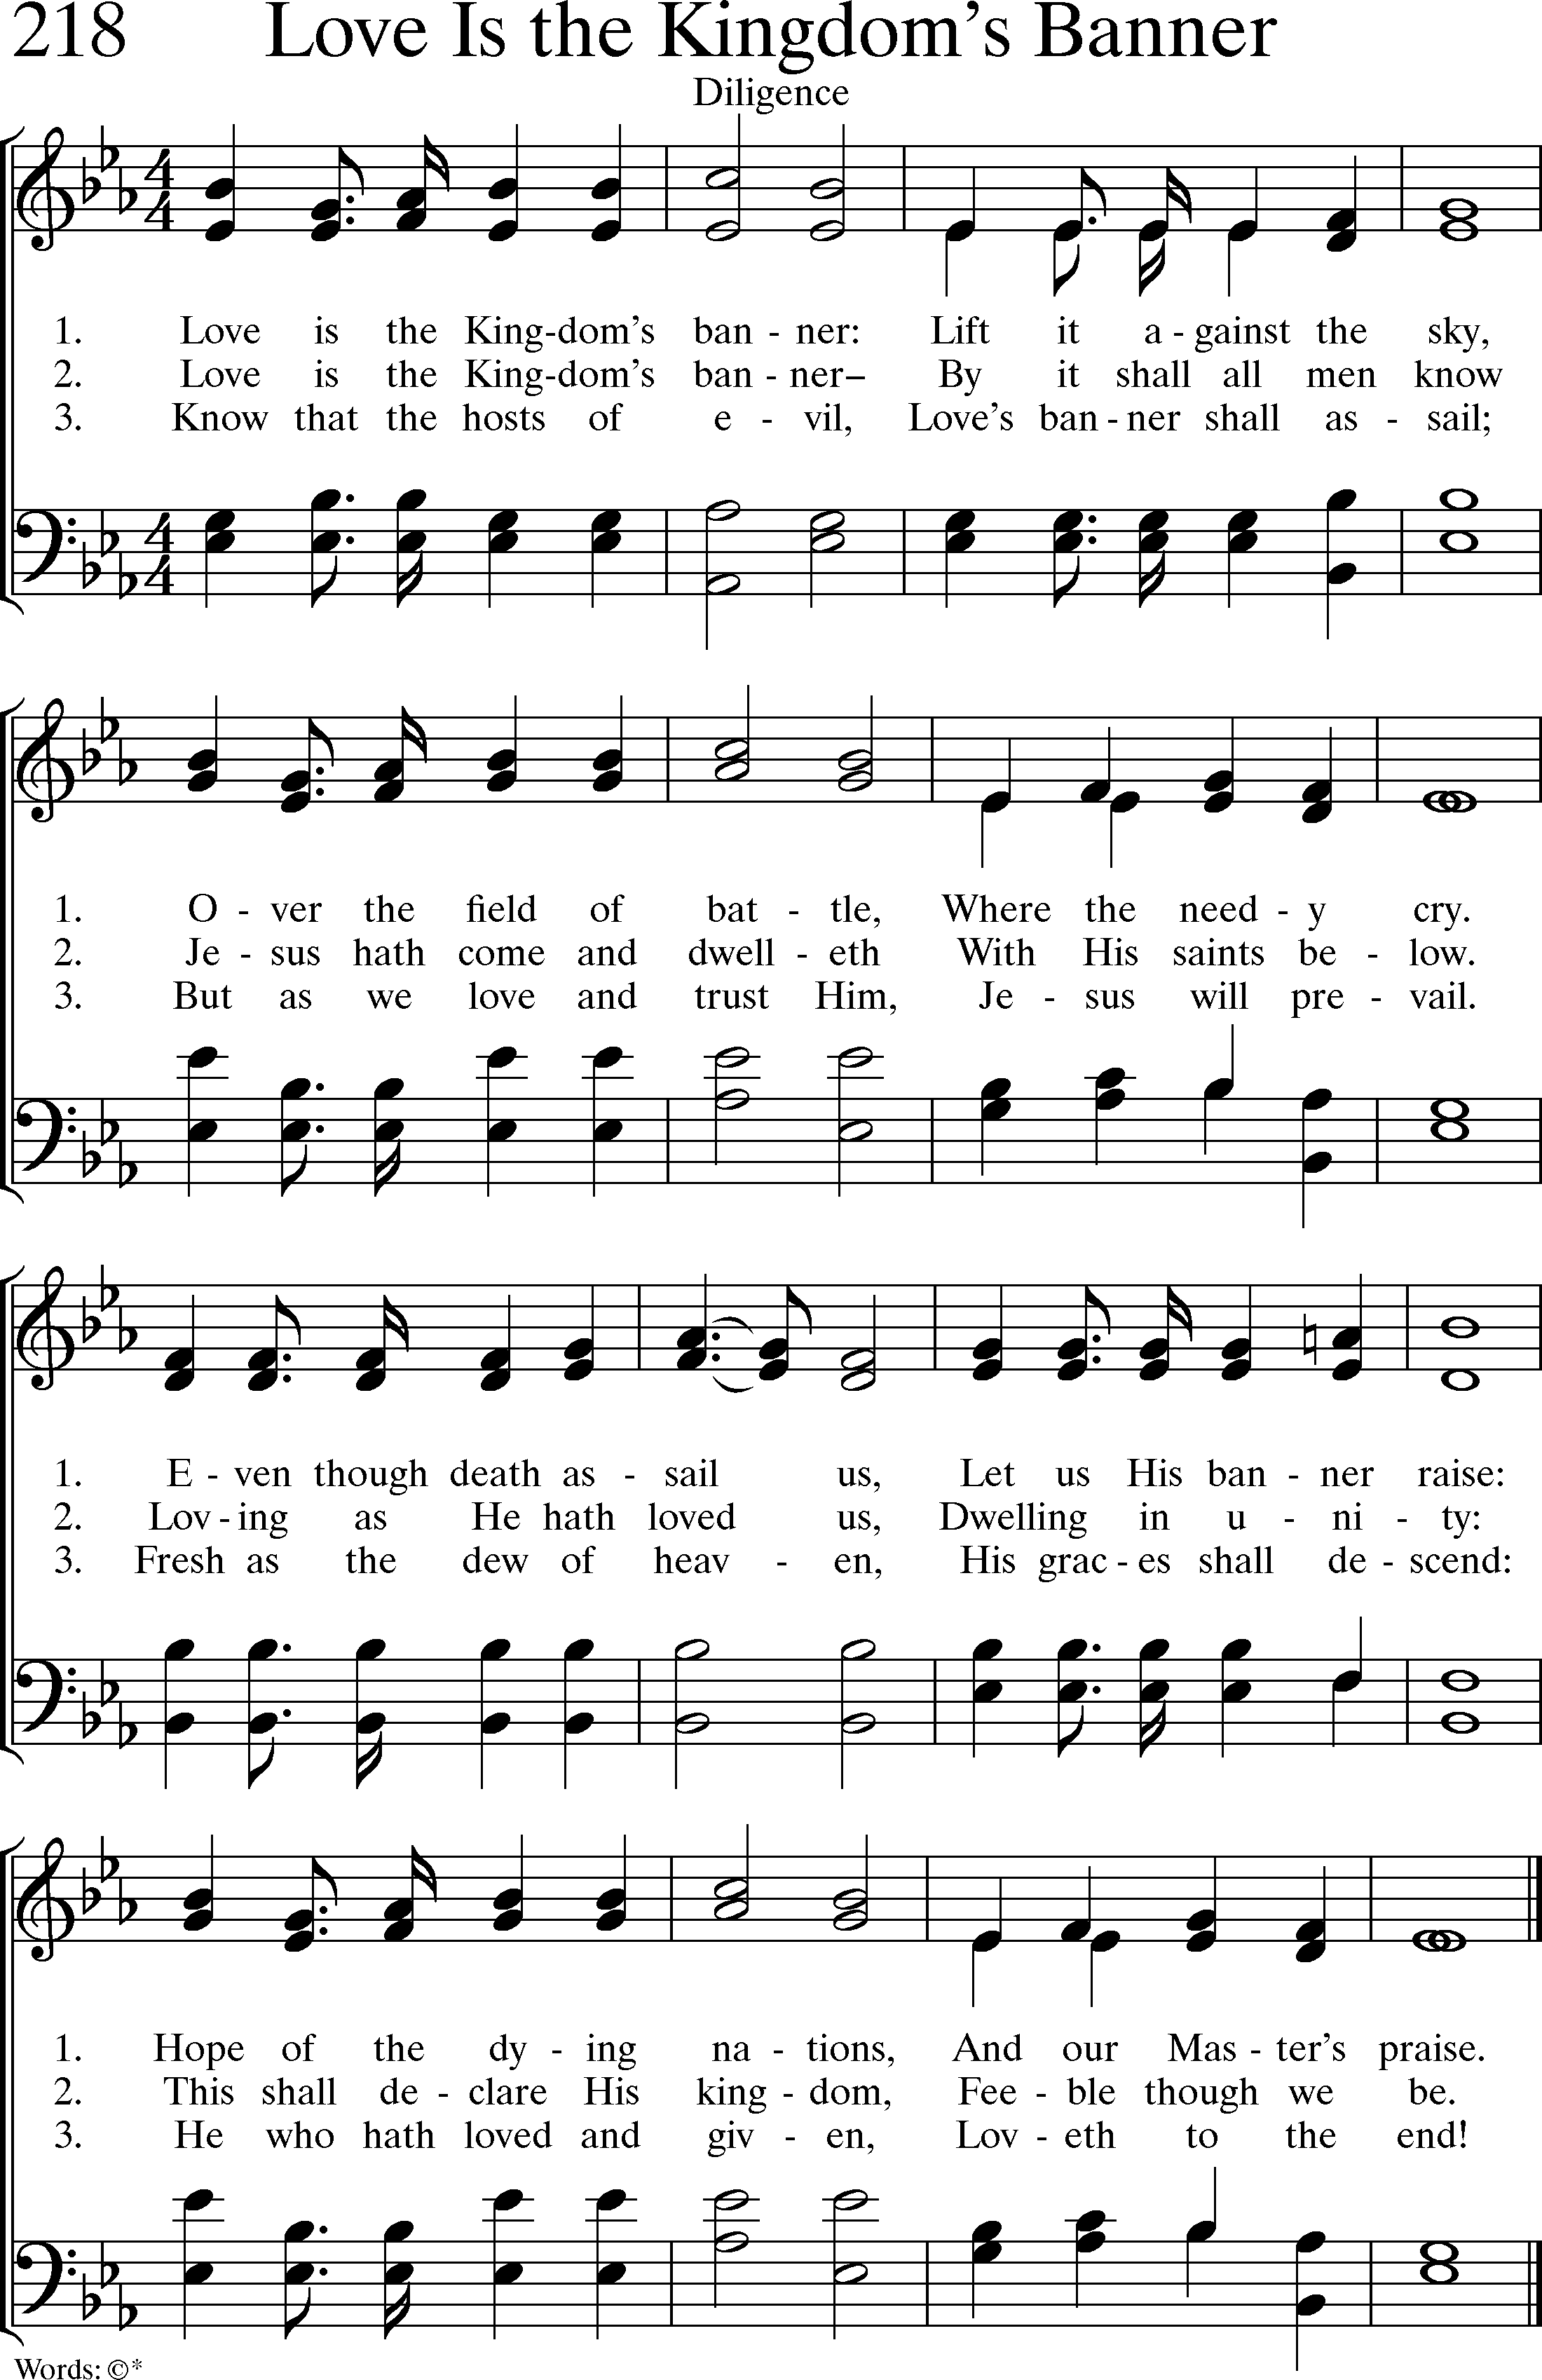 218 Love Is the Kingdom's Banner
Diligence
1. Love is the King-dom's ban - ner: Lift it a - gainst the sky,
2. Love is the King-dom's ban - ner– By it shall all men know
3. Know that the hosts of e - vil, Love's ban - ner shall as - sail;
1. O - ver the field of bat - tle, Where the need - y cry.
2. Je - sus hath come and dwell - eth With His saints be - low.
3. But as we love and trust Him, Je - sus will pre - vail.
1. E - ven though death as - sail us, Let us His ban - ner raise:
2. Lov - ing as He hath loved us, Dwelling in u - ni - ty:
3. Fresh as the dew of heav - en, His grac - es shall de - scend:
1. Hope of the dy - ing na - tions, And our Mas - ter's praise.
2. This shall de - clare His king - dom, Fee - ble though we be.
3. He who hath loved and giv - en, Lov - eth to the end!
Words: ©*